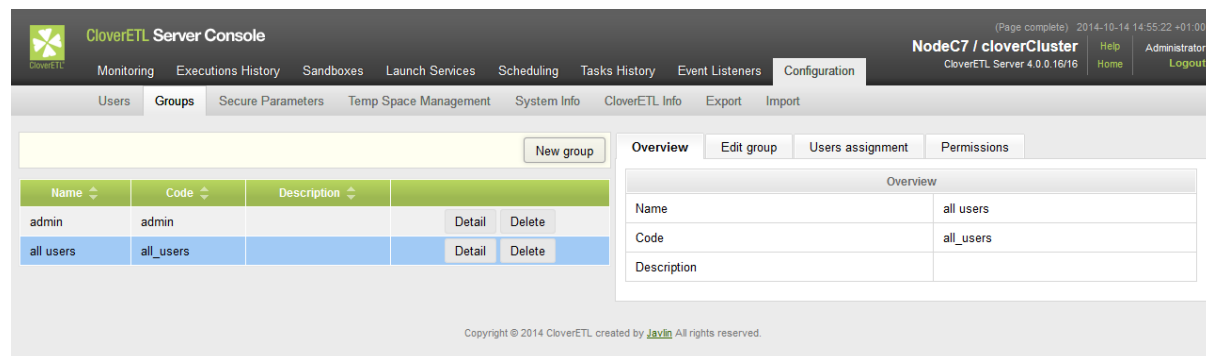 (Page complete) 2014-10-14 14:55:22 +01:00
CloverETL
CloverETL Server Console
NodeC7 / cloverCluster
CloverETL Server 4.0.0.16/16
Help
Home
Administrator
Logout
Monitoring Executions History Sandboxes Launch Services Scheduling Tasks History Event Listeners Configuration
Users Groups Secure Parameters Temp Space Management System Info CloverETL Info Export Import
New group
Name Code Description
admin admin Detail Delete
all users all_users Detail Delete
Overview Edit group Users assignment Permissions
Overview
Name all users
Code all_users
Description
Copyright © 2014 CloverETL created by Javlin All rights reserved.